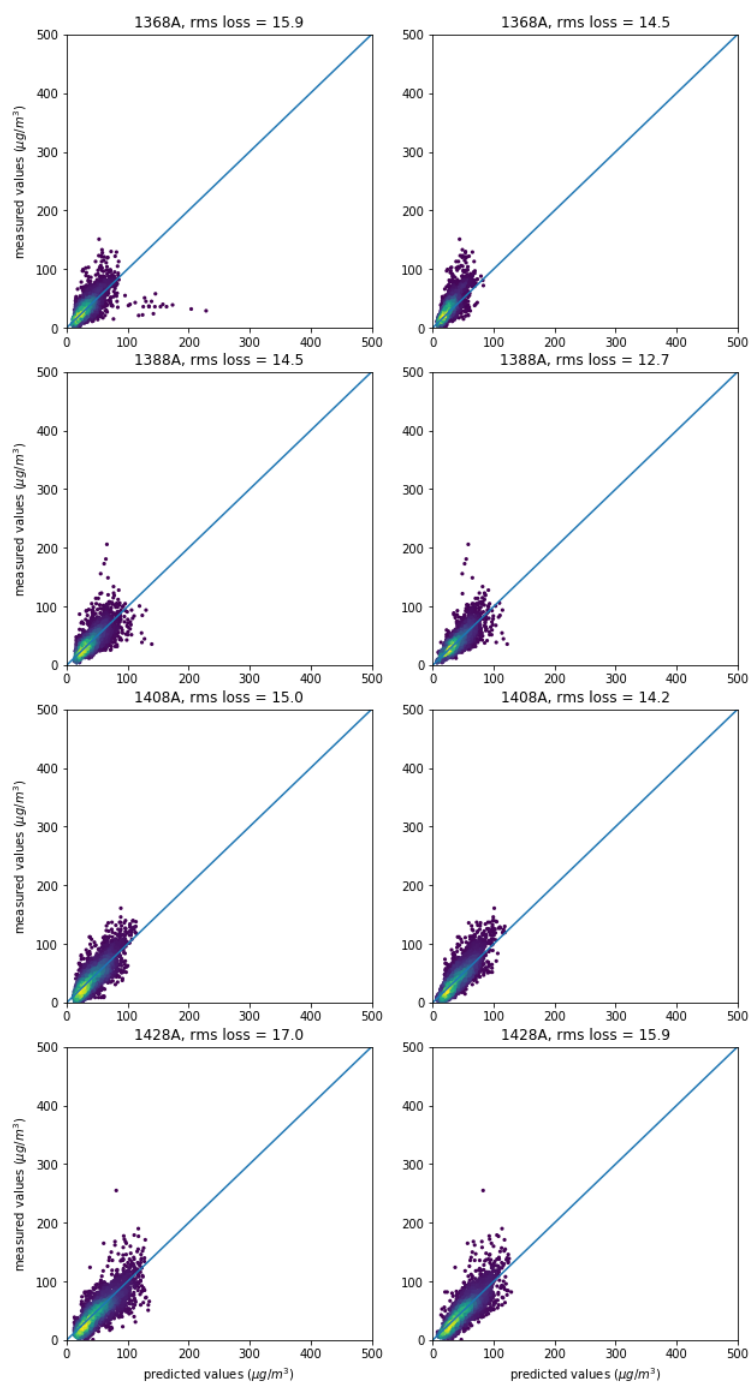 1368A, rms loss = 15.9
1368A, rms loss = 14.5
500
400
300
200
100
0
measured values (μg/m³)
0 100 200 300 400 500
500
400
300
200
100
0
0 100 200 300 400 500
1388A, rms loss = 14.5
1388A, rms loss = 12.7
500
400
300
200
100
0
measured values (μg/m³)
0 100 200 300 400 500
500
400
300
200
100
0
0 100 200 300 400 500
1408A, rms loss = 15.0
1408A, rms loss = 14.2
500
400
300
200
100
0
measured values (μg/m³)
0 100 200 300 400 500
500
400
300
200
100
0
0 100 200 300 400 500
1428A, rms loss = 17.0
1428A, rms loss = 15.9
500
400
300
200
100
0
measured values (μg/m³)
0 100 200 300 400 500
predicted values (μg/m³)
500
400
300
200
100
0
0 100 200 300 400 500
predicted values (μg/m³)